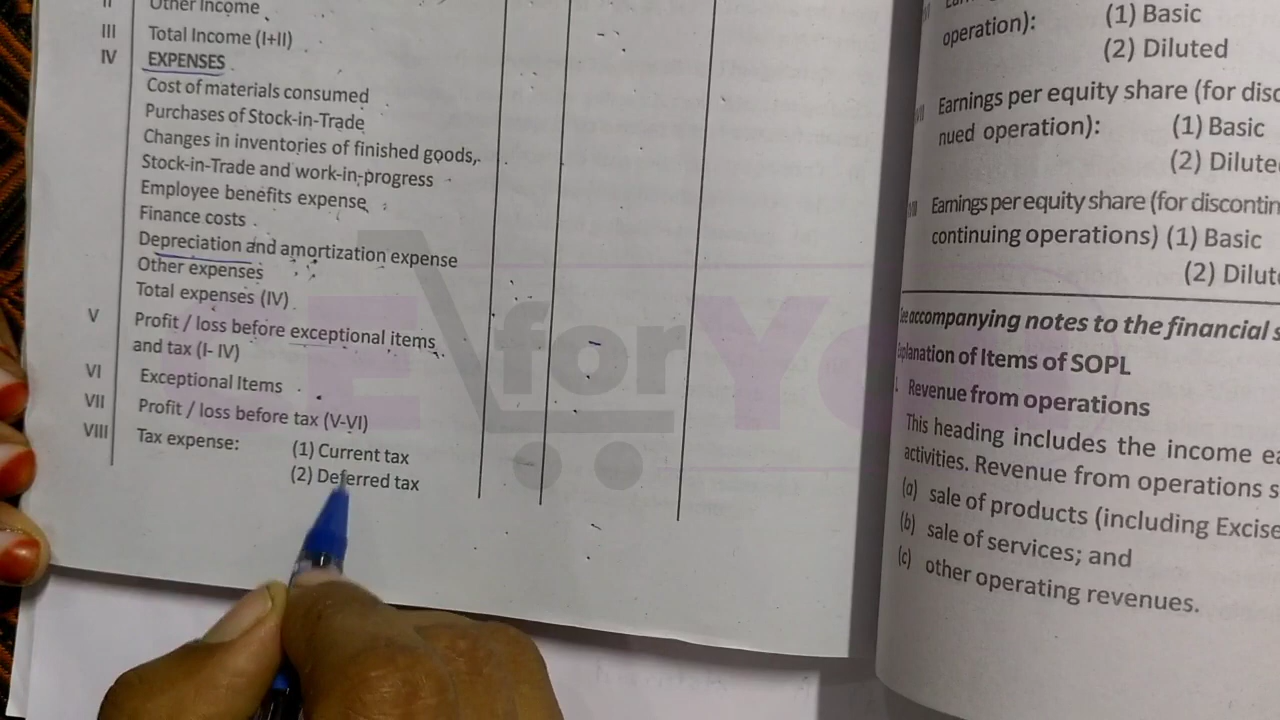 II Other Income
III Total Income (I+II)
IV EXPENSES
Cost of materials consumed
Purchases of Stock-in-Trade
Changes in inventories of finished goods,
Stock-in-Trade and work-in-progress
Employee benefits expense
Finance costs
Depreciation and amortization expense
Other expenses
Total expenses (IV)
V Profit / loss before exceptional items
and tax (I- IV)
VI Exceptional Items
VII Profit / loss before tax (V-VI)
VIII Tax expense: (1) Current tax
(2) Deferred tax
for
operation): (1) Basic
(2) Diluted
Earnings per equity share (for disc
nued operation): (1) Basic
(2) Dilute
Earnings per equity share (for discontin
continuing operations) (1) Basic
(2) Dilut
accompanying notes to the financial s
Explanation of Items of SOPL
Revenue from operations
This heading includes the income ea
activities. Revenue from operations s
(a) sale of products (including Excise
(b) sale of services; and
(c) other operating revenues.